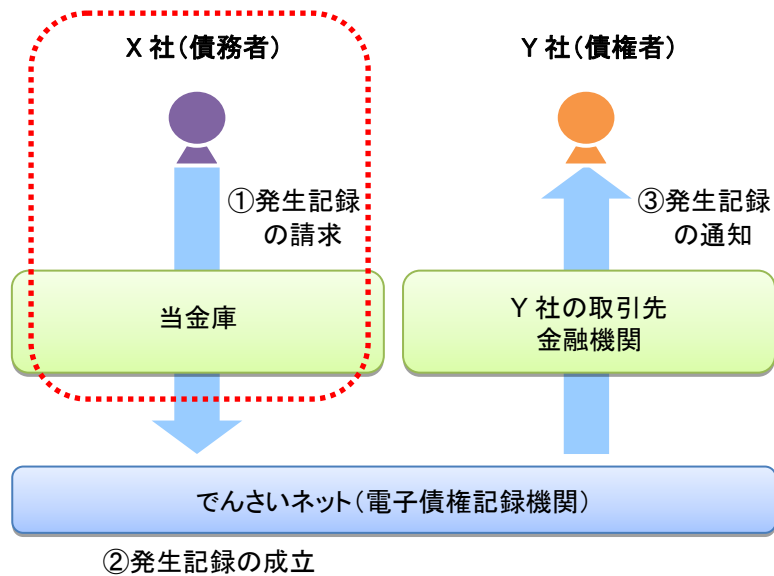 X 社（債務者）
Y 社（債権者）
①発生記録
の請求
③発生記録
の通知
当金庫
Y 社の取引先
金融機関
でんさいネット（電子債権記録機関）
②発生記録の成立